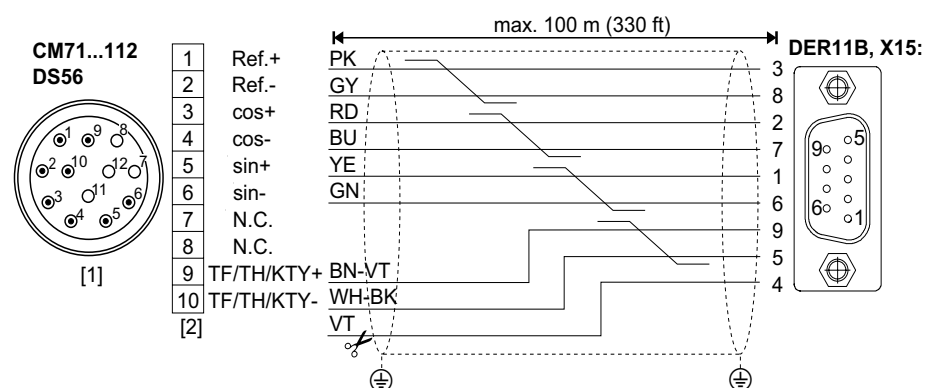 max. 100 m (330 ft)
CM71...112
DS56
DER11B, X15:
1 Ref.+ PK 3
2 Ref.- GY 8
3 cos+ RD 2
4 cos- BU 7
5 sin+ YE 1
6 sin- GN 6
7 N.C. 9
8 N.C. 5
9 TF/TH/KTY+ BN-VT 4
10 TF/TH/KTY- WH-BK
VT
[2]
1 9 8
2 10 12 7
3 11 6
4 5
[1]
9 5
6 1